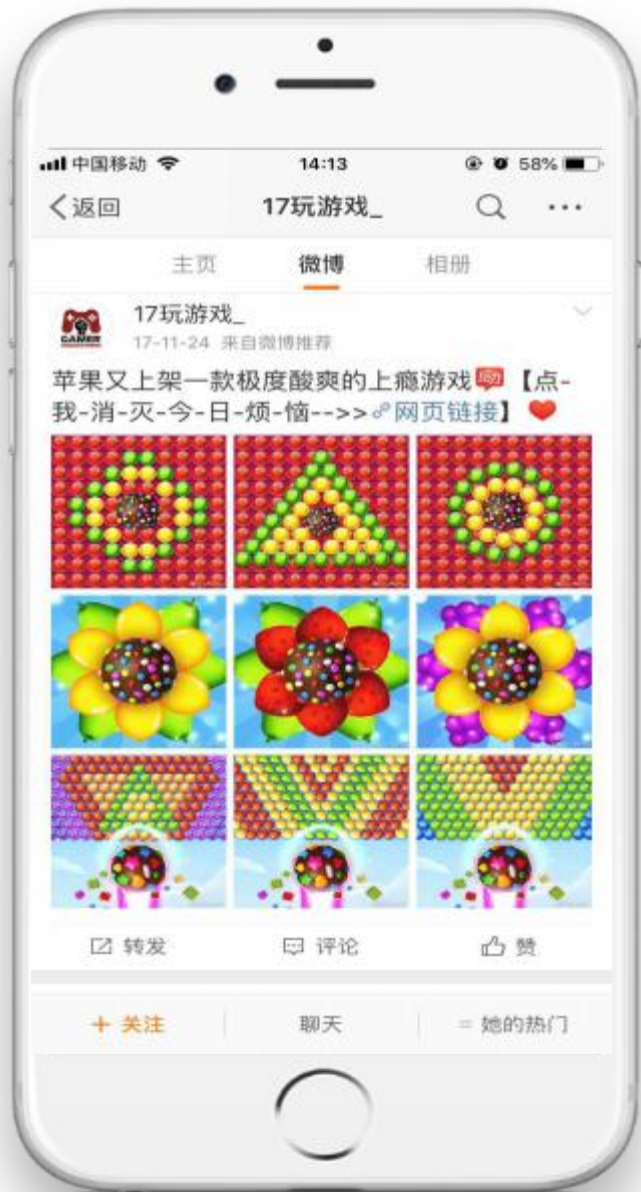 中国移动 14:13 58%
返回 17玩游戏_
主页 微博 相册
17玩游戏_
GAMER
17-11-24 来自微博推荐
苹果又上架一款极度酸爽的上瘾游戏【点-
我-消-灭-今-日-烦-恼-->>网页链接】
转发 评论 赞
+ 关注 聊天 = 她的热门